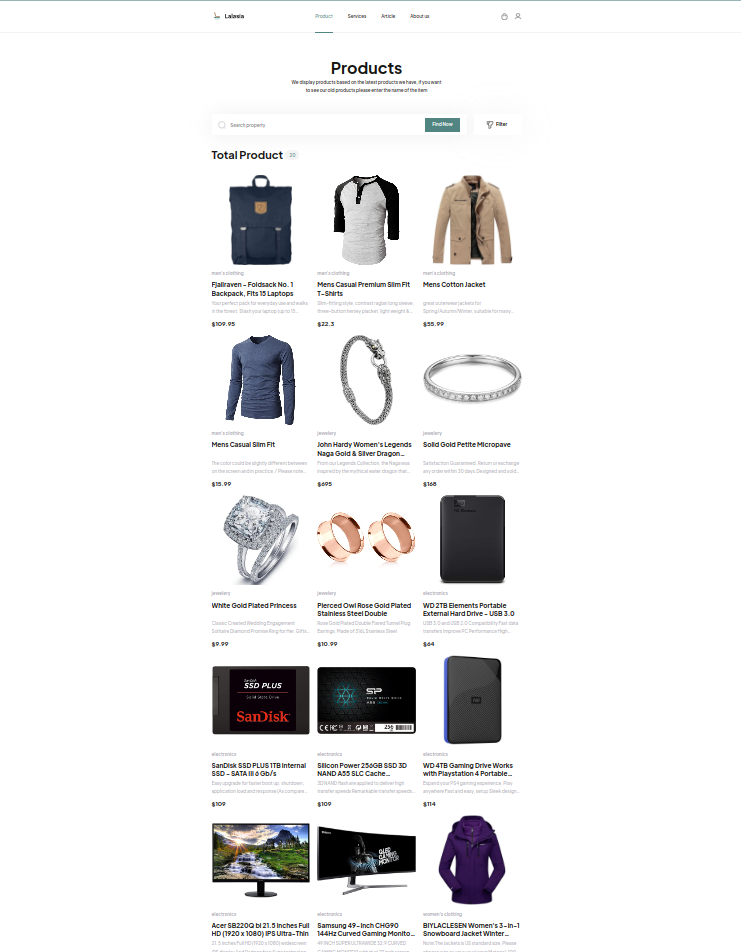 Lalasia
Product Services Article About us
Products
We display products based on the latest products we have, if you want
to see our old products please enter the name of the item
Search property
Find Now
Filter
Total Product 20
men's clothing
Fjallraven - Foldsack No. 1
Backpack, Fits 15 Laptops
Your perfect pack for everyday use and walks
in the forest. Stash your laptop (up to 15...
$109.95
men's clothing
Mens Casual Premium Slim Fit
T-Shirts
Slim-fitting style, contrast raglan long sleeve,
three-button henley placket, light weight &...
$22.3
men's clothing
Mens Cotton Jacket
great outerwear jackets for
Spring/Autumn/Winter, suitable for many...
$55.99
men's clothing
Mens Casual Slim Fit
The color could be slightly different between
on the screen and in practice. / Please note...
$15.99
jewelery
John Hardy Women's Legends
Naga Gold & Silver Dragon...
From our Legends Collection, the Naga was
inspired by the mythical water dragon that...
$695
jewelery
Solid Gold Petite Micropave
Satisfaction Guaranteed. Return or exchange
any order within 30 days. Designed and sold...
$168
jewelery
White Gold Plated Princess
Classic Created Wedding Engagement
Solitaire Diamond Promise Ring for Her. Gifts...
$9.99
jewelery
Pierced Owl Rose Gold Plated
Stainless Steel Double
Rose Gold Plated Double Flared Tunnel Plug
Earrings. Made of 316L Stainless Steel
$10.99
electronics
WD 2TB Elements Portable
External Hard Drive - USB 3.0
USB 3.0 and USB 2.0 Compatibility Fast data
transfers Improve PC Performance High...
$64
SanDisk
SSD PLUS
Solid State Drive
SanDisk
electronics
SanDisk SSD PLUS 1TB Internal
SSD - SATA III 6 Gb/s
Easy upgrade for faster boot up, shutdown,
application load and response (As compare...
$109
SP
256
electronics
Silicon Power 256GB SSD 3D
NAND A55 SLC Cache...
3D NAND flash are applied to deliver high
transfer speeds Remarkable transfer speeds...
$109
WD
electronics
WD 4TB Gaming Drive Works
with Playstation 4 Portable...
Expand your PS4 gaming experience, Play
anywhere Fast and easy, setup Sleek design...
$114
electronics
Acer SB220Q bi 21.5 inches Full
HD (1920 x 1080) IPS Ultra-Thin
21.5 inches Full HD (1920 x 1080) widescreen
QLED
GAMING
MONITOR
electronics
Samsung 49-Inch CHG90
144Hz Curved Gaming Monito...
49 INCH SUPER ULTRAWIDE 32:9 CURVED
women's clothing
BIYLACLESEN Women's 3-in-1
Snowboard Jacket Winter...
Note:The Jackets is US standard size, Please